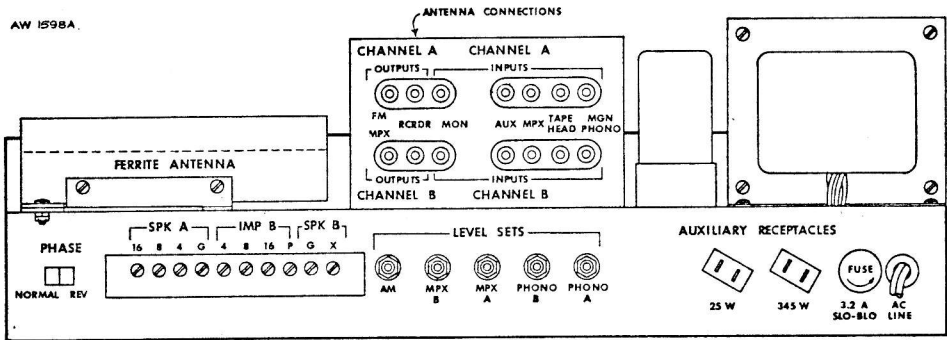 AW 1598A.
ANTENNA CONNECTIONS
CHANNEL A CHANNEL A
OUTPUTS INPUTS
FM
MPX RCRDR MON AUX MPX TAPE HEAD MGN PHONO
OUTPUTS INPUTS
CHANNEL B CHANNEL B
FERRITE ANTENNA
PHASE
NORMAL REV
SPK A IMP B SPK B
16 8 4 G 4 8 16 P G X
LEVEL SETS
AM MPX B MPX A PHONO B PHONO A
AUXILIARY RECEPTACLES
25 W 345 W
FUSE
3.2 A SLO-BLO
AC LINE